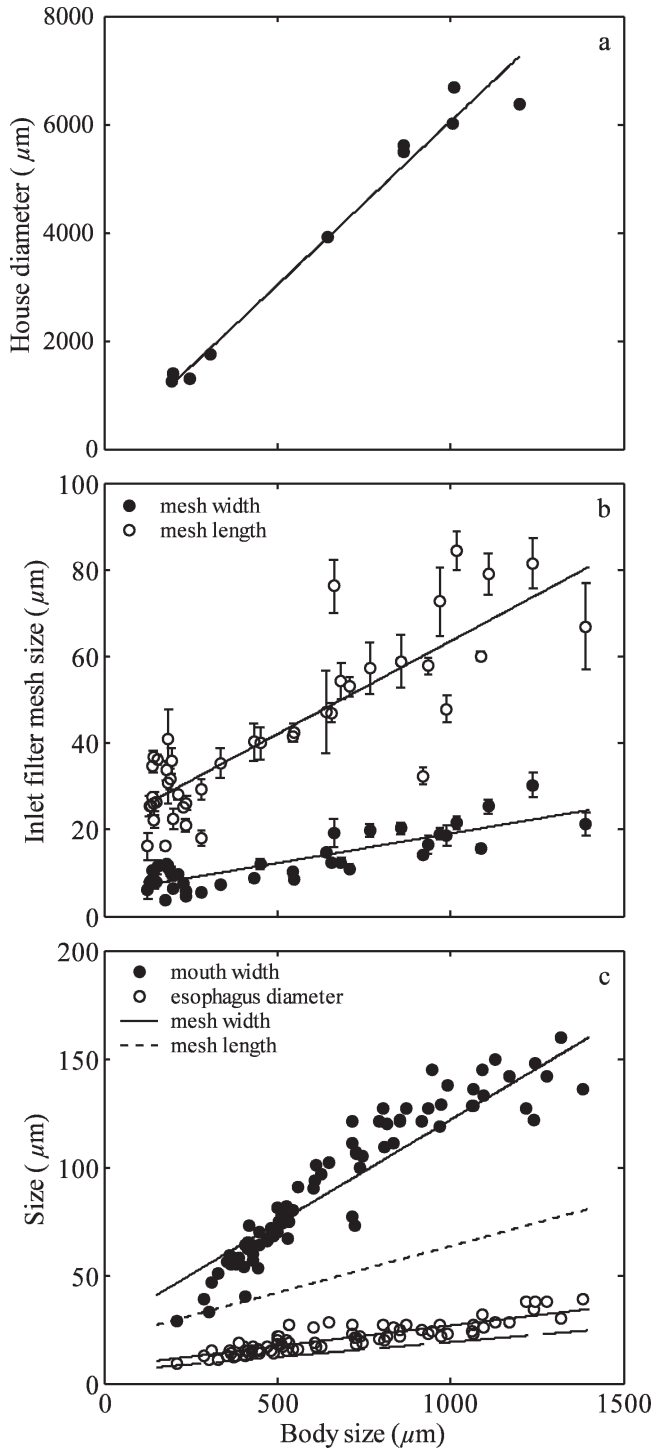 a
8000
6000
4000
2000
0
House diameter ( µm)
b
100
80
60
40
20
0
mesh width
mesh length
Inlet filter mesh size ( µm)
c
200
150
100
50
0
mouth width
esophagus diameter
mesh width
mesh length
Size ( µm)
0 500 1000 1500
Body size (µm)